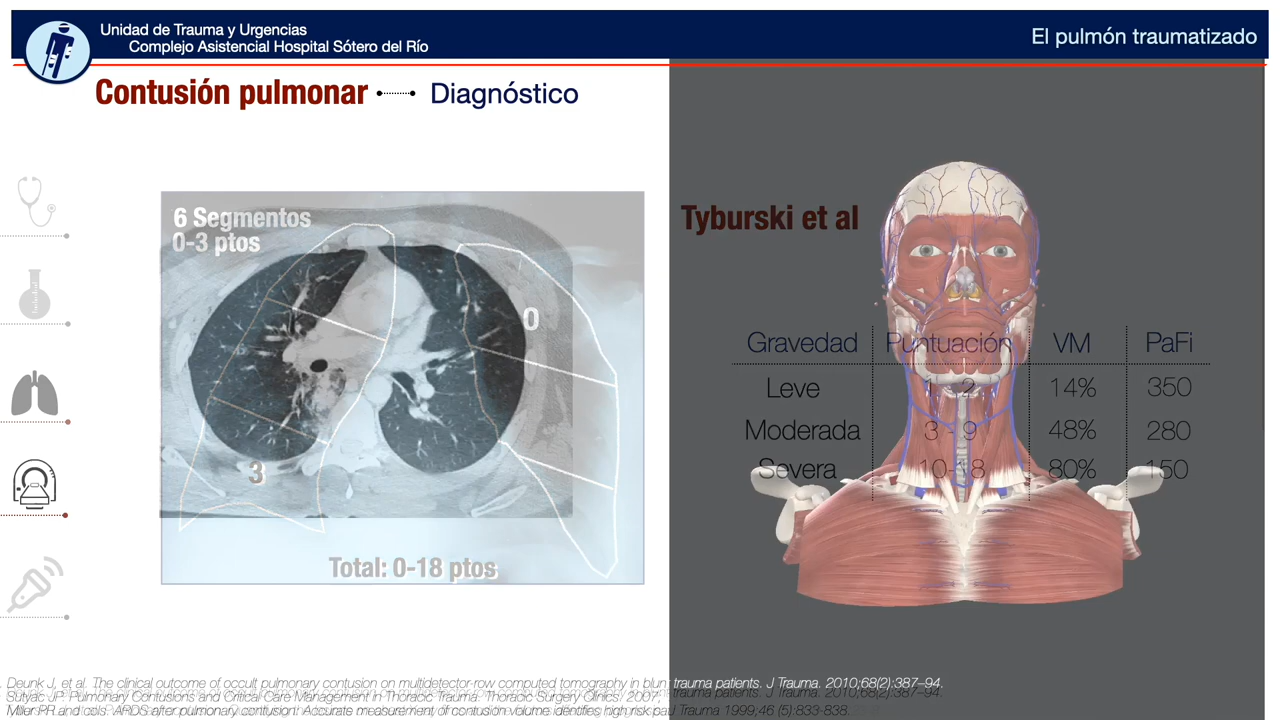 Unidad de Trauma y Urgencias
Complejo Asistencial Hospital Sótero del Río
El pulmón traumatizado
Contusión pulmonar
Diagnóstico
6 Segmentos
0-3 ptos
0
3
Total: 0-18 ptos
Tyburski et al
Gravedad Puntuación VM PaFi
Leve 1 - 2 14% 350
Moderada 3 - 9 48% 280
Severa 10-18 80% 150
Deunk J, et al. The clinical outcome of occult pulmonary contusion on multidetector-row computed tomography in blunt trauma patients. J Trauma. 2010;68(2):387–94.
Sutyac JP. Pulmonary Contusions and Critical Care Management in Thoracic Trauma. Thoracic Surgery Clinics. 2007;
Miller PR and cols. ARDS after pulmonary contusion: Accurate measurement of contusion volume identifies high risk J Trauma 1999;46 (5):833-838.